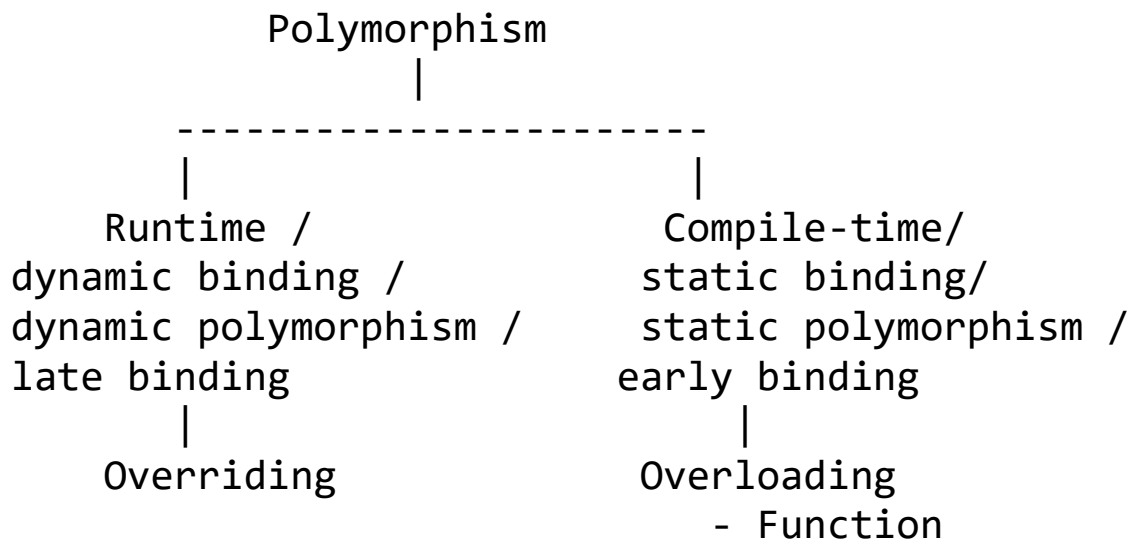 Polymorphism
|
-----------------------
| |
Runtime / Compile-time/
dynamic binding / static binding/
dynamic polymorphism / static polymorphism /
late binding early binding
| |
Overriding Overloading
- Function